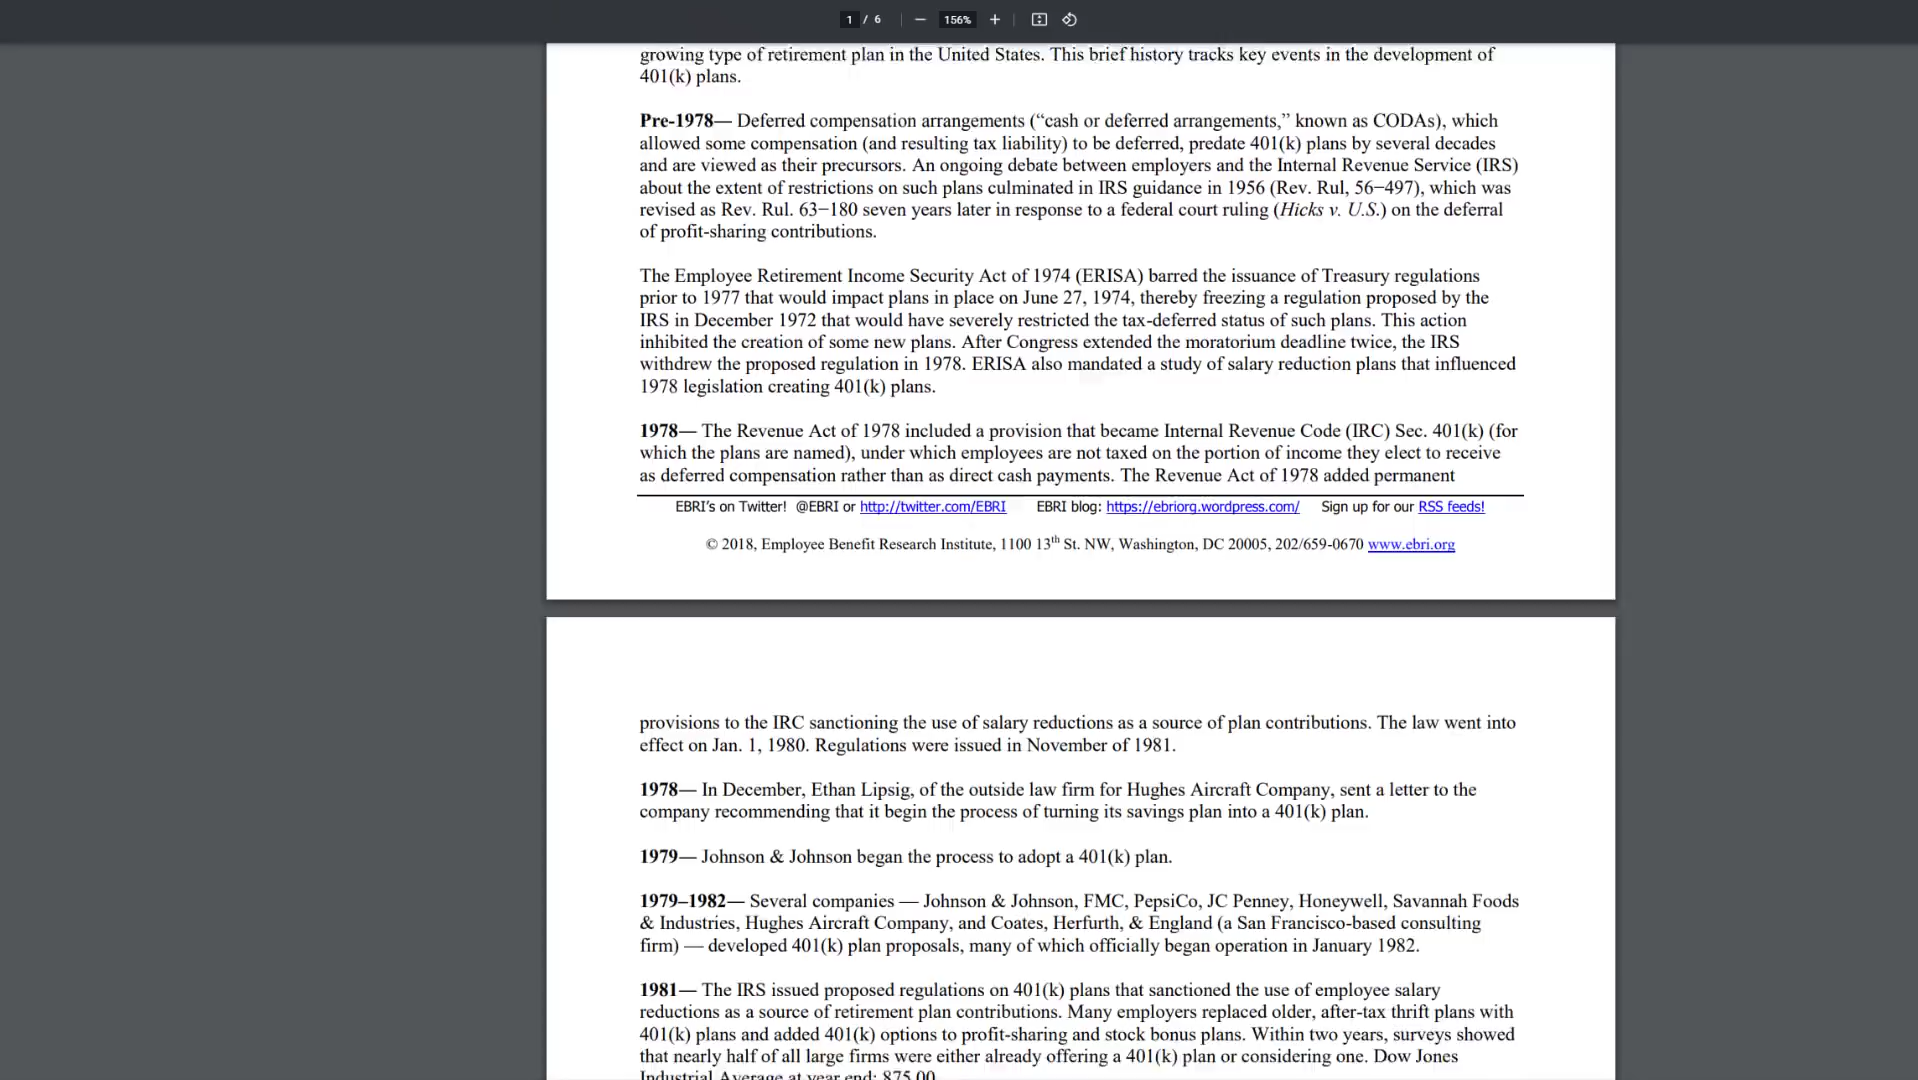 1 / 6 — 156% +
growing type of retirement plan in the United States. This brief history tracks key events in the development of
401(k) plans.
Pre-1978— Deferred compensation arrangements (“cash or deferred arrangements,” known as CODAs), which
allowed some compensation (and resulting tax liability) to be deferred, predate 401(k) plans by several decades
and are viewed as their precursors. An ongoing debate between employers and the Internal Revenue Service (IRS)
about the extent of restrictions on such plans culminated in IRS guidance in 1956 (Rev. Rul, 56−497), which was
revised as Rev. Rul. 63−180 seven years later in response to a federal court ruling (Hicks v. U.S.) on the deferral
of profit-sharing contributions.
The Employee Retirement Income Security Act of 1974 (ERISA) barred the issuance of Treasury regulations
prior to 1977 that would impact plans in place on June 27, 1974, thereby freezing a regulation proposed by the
IRS in December 1972 that would have severely restricted the tax-deferred status of such plans. This action
inhibited the creation of some new plans. After Congress extended the moratorium deadline twice, the IRS
withdrew the proposed regulation in 1978. ERISA also mandated a study of salary reduction plans that influenced
1978 legislation creating 401(k) plans.
1978— The Revenue Act of 1978 included a provision that became Internal Revenue Code (IRC) Sec. 401(k) (for
which the plans are named), under which employees are not taxed on the portion of income they elect to receive
as deferred compensation rather than as direct cash payments. The Revenue Act of 1978 added permanent
EBRI’s on Twitter! @EBRI or http://twitter.com/EBRI EBRI blog: https://ebriorg.wordpress.com/ Sign up for our RSS feeds!
© 2018, Employee Benefit Research Institute, 1100 13th St. NW, Washington, DC 20005, 202/659-0670 www.ebri.org
provisions to the IRC sanctioning the use of salary reductions as a source of plan contributions. The law went into
effect on Jan. 1, 1980. Regulations were issued in November of 1981.
1978— In December, Ethan Lipsig, of the outside law firm for Hughes Aircraft Company, sent a letter to the
company recommending that it begin the process of turning its savings plan into a 401(k) plan.
1979— Johnson & Johnson began the process to adopt a 401(k) plan.
1979–1982— Several companies — Johnson & Johnson, FMC, PepsiCo, JC Penney, Honeywell, Savannah Foods
& Industries, Hughes Aircraft Company, and Coates, Herfurth, & England (a San Francisco-based consulting
firm) — developed 401(k) plan proposals, many of which officially began operation in January 1982.
1981— The IRS issued proposed regulations on 401(k) plans that sanctioned the use of employee salary
reductions as a source of retirement plan contributions. Many employers replaced older, after-tax thrift plans with
401(k) plans and added 401(k) options to profit-sharing and stock bonus plans. Within two years, surveys showed
that nearly half of all large firms were either already offering a 401(k) plan or considering one. Dow Jones
Industrial Average at year end: 875.00